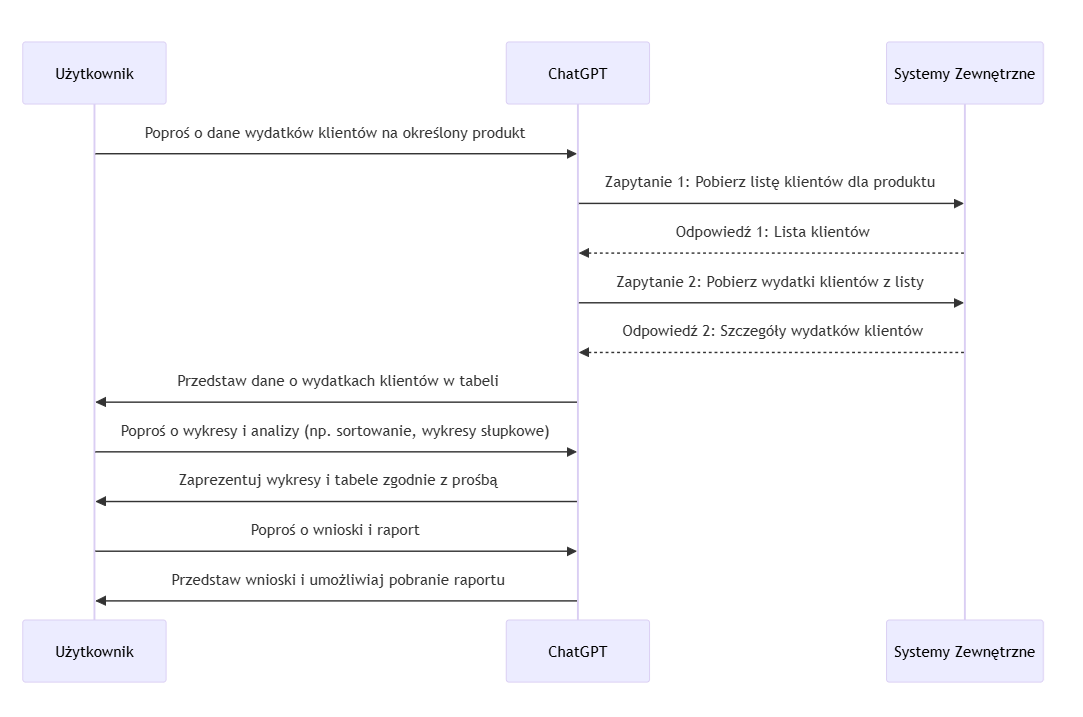 Użytkownik
ChatGPT
Systemy Zewnętrzne
Poproś o dane wydatków klientów na określony produkt
Zapytanie 1: Pobierz listę klientów dla produktu
Odpowiedź 1: Lista klientów
Zapytanie 2: Pobierz wydatki klientów z listy
Odpowiedź 2: Szczegóły wydatków klientów
Przedstaw dane o wydatkach klientów w tabeli
Poproś o wykresy i analizy (np. sortowanie, wykresy słupkowe)
Zaprezentuj wykresy i tabele zgodnie z prośbą
Poproś o wnioski i raport
Przedstaw wnioski i umożliwiaj pobranie raportu
Użytkownik
ChatGPT
Systemy Zewnętrzne